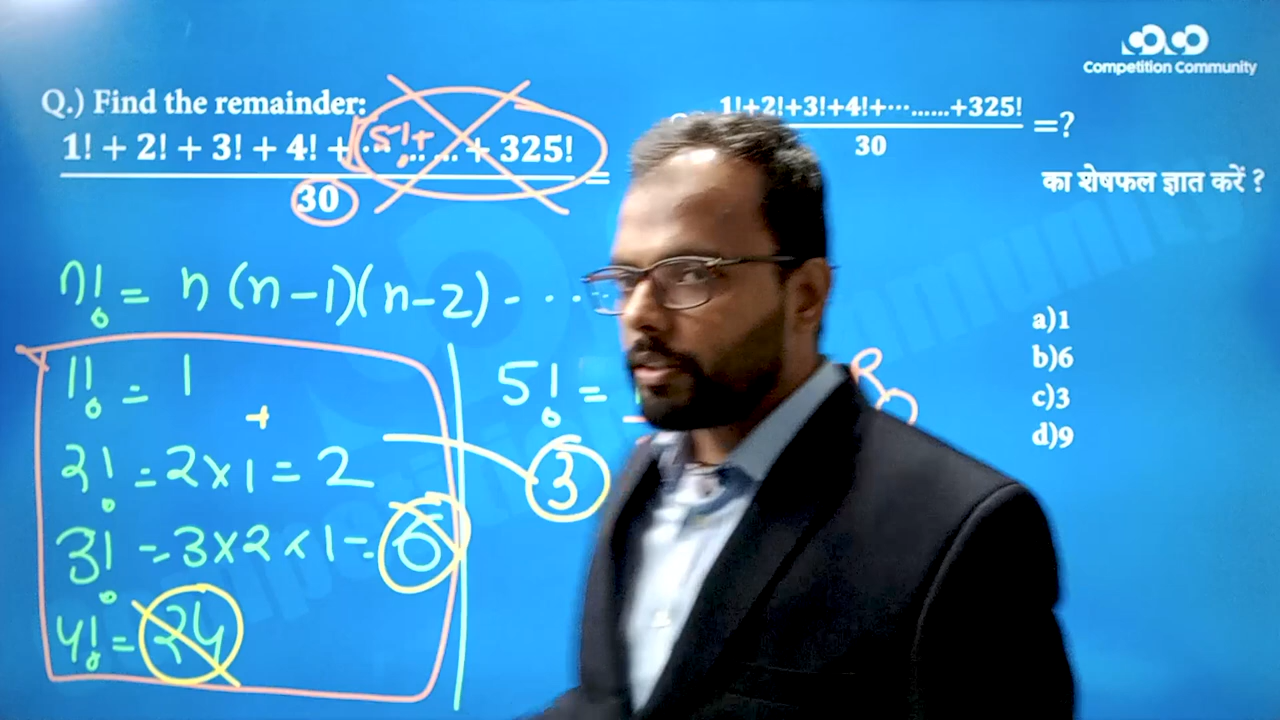 Competition Community
Q.) Find the remainder:
1! + 2! + 3! + 4! + 5!+ ... + 325!
30
=
1!+2!+3!+4!+⋯......+325!
30
=?
का शेषफल ज्ञात करें ?
n! = n (n-1)(n-2) - ...
1! = 1
+
2! = 2×1 = 2
3! = 3×2×1 = 6
4! = 24
5! =
3
a)1
b)6
c)3
d)9